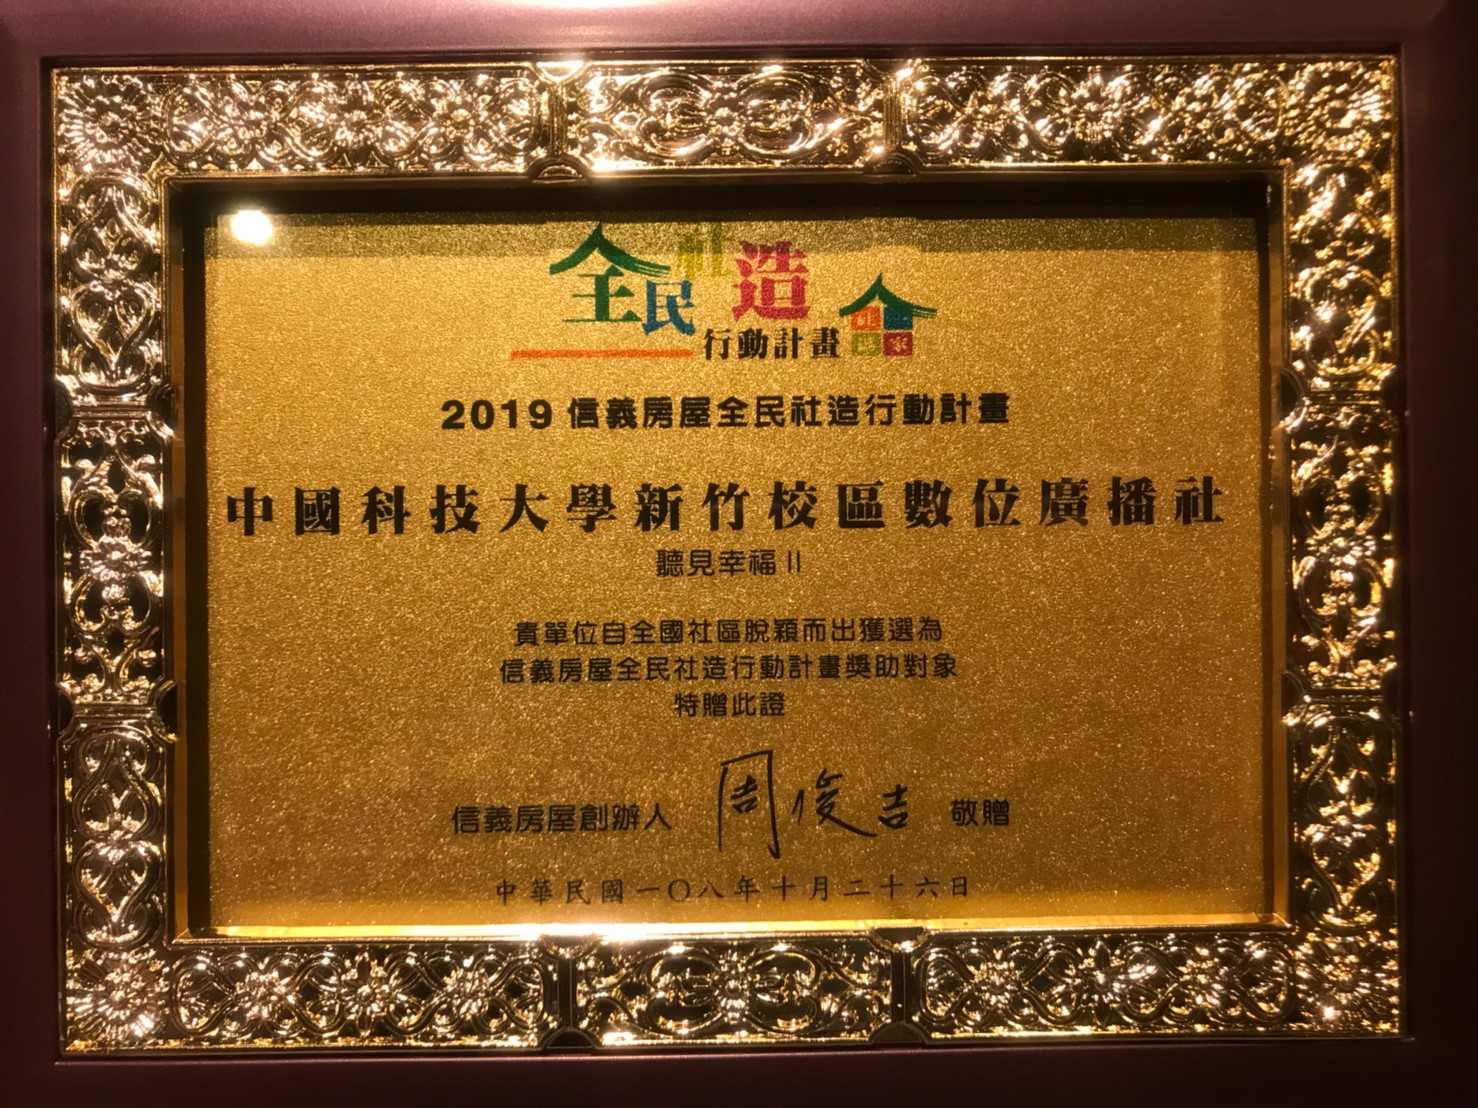 全民社造
行動計畫
2019信義房屋全民社造行動計畫
中國科技大學新竹校區數位廣播社
聽見幸福II
貴單位自全國社區脫穎而出獲選為
信義房屋全民社造行動計畫獎助對象
特贈此證
信義房屋創辦人 周俊吉 敬贈
中華民國一〇八年十月二十六日